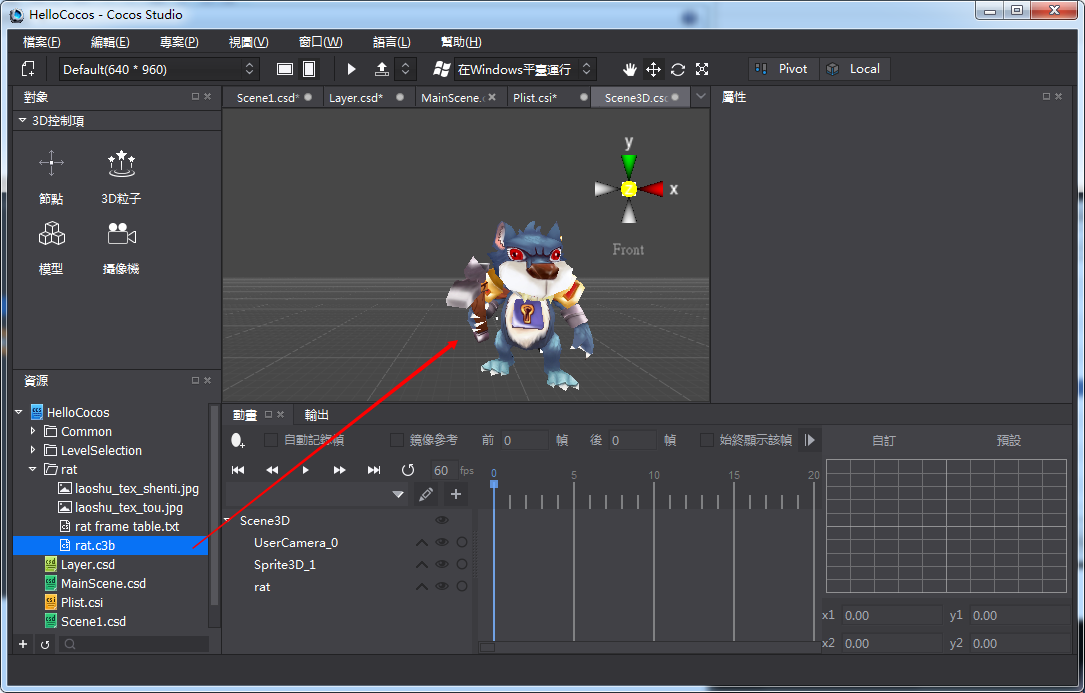 HelloCocos - Cocos Studio
檔案(F) 編輯(E) 專案(P) 視圖(V) 窗口(W) 語言(L) 幫助(H)
Default(640 * 960) 在Windows平臺運行 Pivot Local
對象
3D控制項
節點 3D粒子
模型 攝像機
Scene1.csd* Layer.csd* MainScene. Plist.csi* Scene3D.csc
y
x
Front
屬性
資源
HelloCocos
Common
LevelSelection
rat
laoshu_tex_shenti.jpg
laoshu_tex_tou.jpg
rat frame table.txt
rat.c3b
Layer.csd
MainScene.csd
Plist.csi
Scene1.csd
動畫 輸出
自動記錄幀 鏡像參考 前 0 幀 後 0 幀 始終顯示該幀
60 fps 0 5 10 15 20
Scene3D
UserCamera_0
Sprite3D_1
rat
自訂 預設
x1 0.00 y1 0.00
x2 0.00 y2 0.00